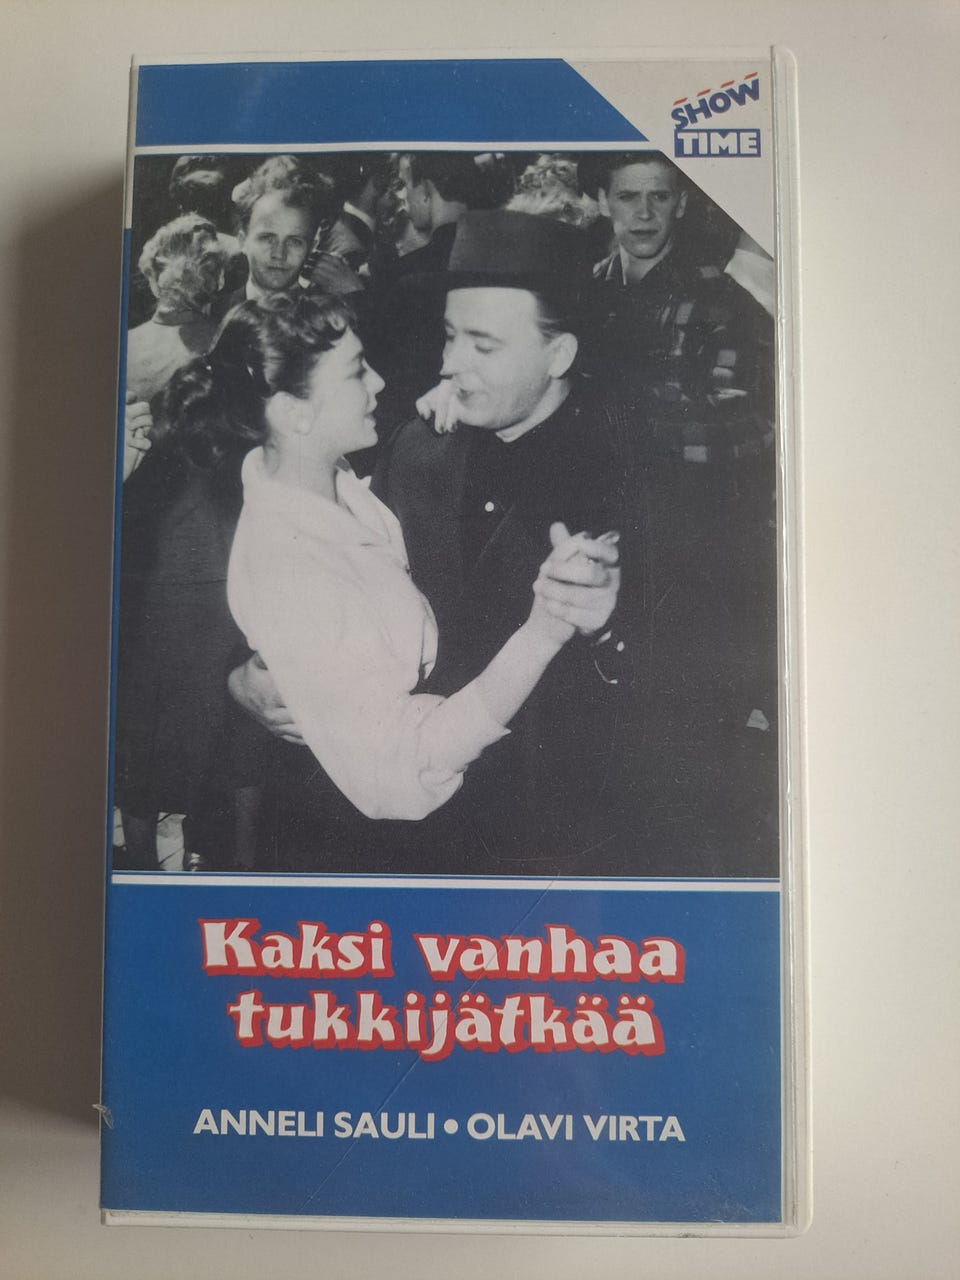 SHOW
TIME
Kaksi vanhaa
tukkijätkää
ANNELI SAULI • OLAVI VIRTA